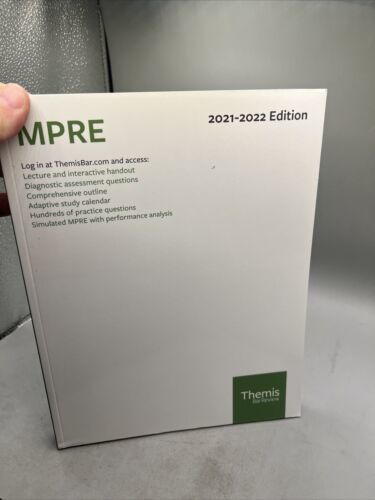 MPRE
2021-2022 Edition
Log in at ThemisBar.com and access:
Lecture and interactive handout
Diagnostic assessment questions
Comprehensive outline
Adaptive study calendar
Hundreds of practice questions
Simulated MPRE with performance analysis
Themis
Bar Review